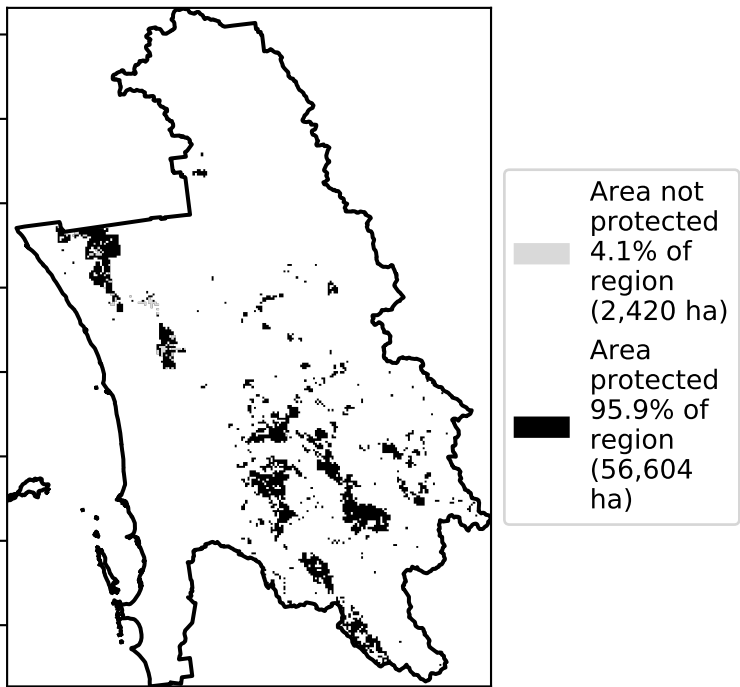 Area not
protected
4.1% of
region
(2,420 ha)
Area
protected
95.9% of
region
(56,604
ha)